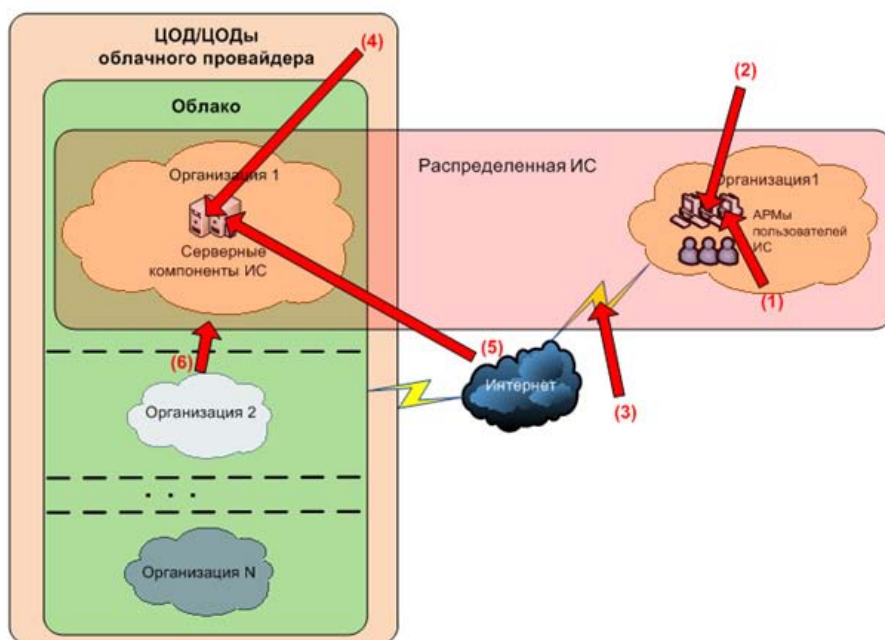 ЦОД/ЦОДы
облачного провайдера
(4)
(2)
Облако
Распределенная ИС
Организация 1
Организация1
АРМы
пользователей
ИС
Серверные
компоненты ИС
(1)
(5)
(6)
Интернет
(3)
Организация 2
. . .
Организация N